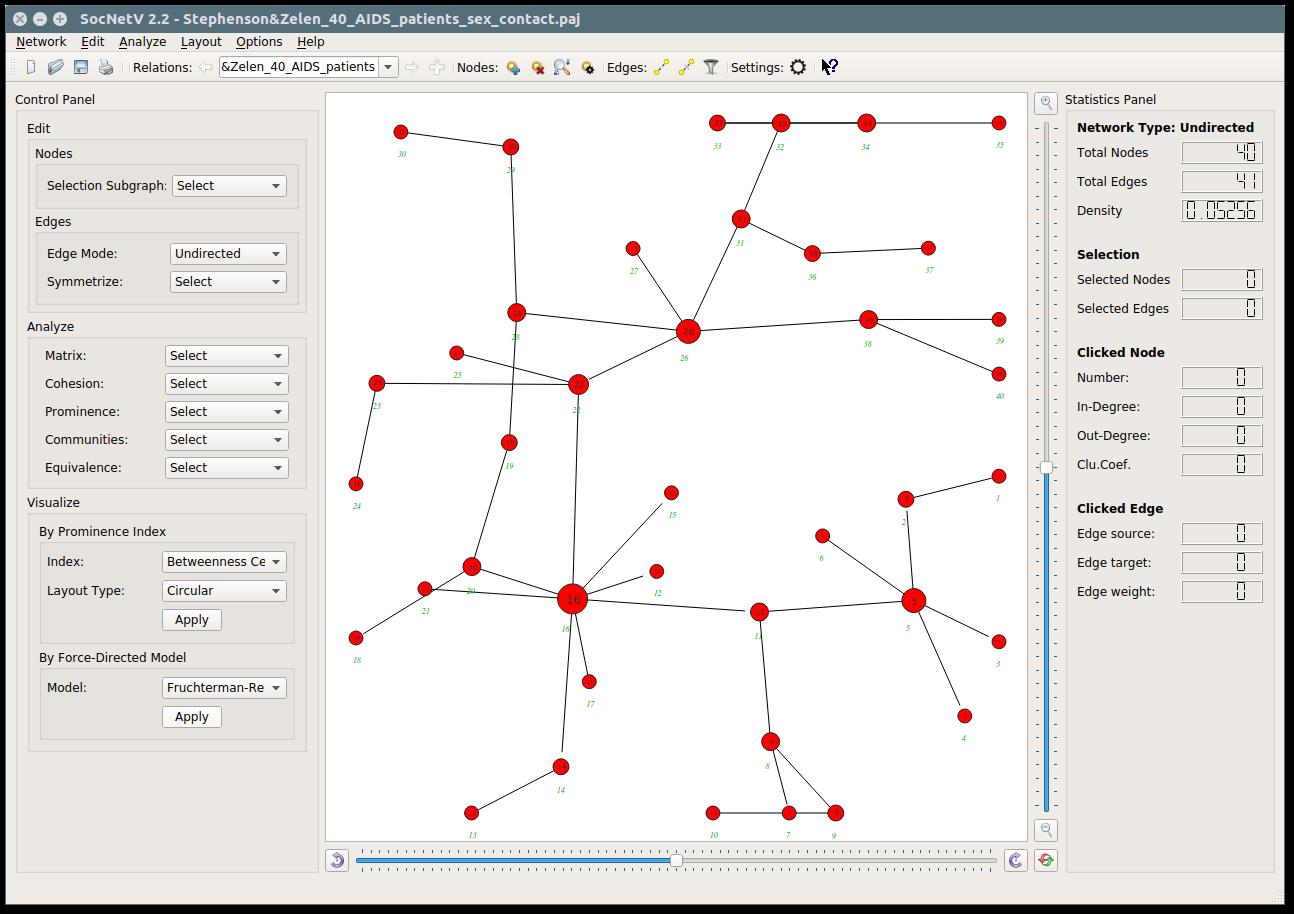 SocNetV 2.2 - Stephenson&Zelen_40_AIDS_patients_sex_contact.paj
Network Edit Analyze Layout Options Help
Relations: &Zelen_40_AIDS_patients Nodes: Edges: Settings:
Control Panel
Edit
Nodes
Selection Subgraph: Select
Edges
Edge Mode: Undirected
Symmetrize: Select
Analyze
Matrix: Select
Cohesion: Select
Prominence: Select
Communities: Select
Equivalence: Select
Visualize
By Prominence Index
Index: Betweenness Ce
Layout Type: Circular
Apply
By Force-Directed Model
Model: Fruchterman-Re
Apply
30
29
33
32
34
35
31
27
36
37
28
26
26
38
39
25
40
23
22
22
19
24
15
1
2
6
12
20
21
16
16
11
5
5
18
3
17
4
8
14
13
10
7
9
Statistics Panel
Network Type: Undirected
Total Nodes 40
Total Edges 41
Density 0.05256
Selection
Selected Nodes 0
Selected Edges 0
Clicked Node
Number: 0
In-Degree: 0
Out-Degree: 0
Clu.Coef. 0
Clicked Edge
Edge source: 0
Edge target: 0
Edge weight: 0